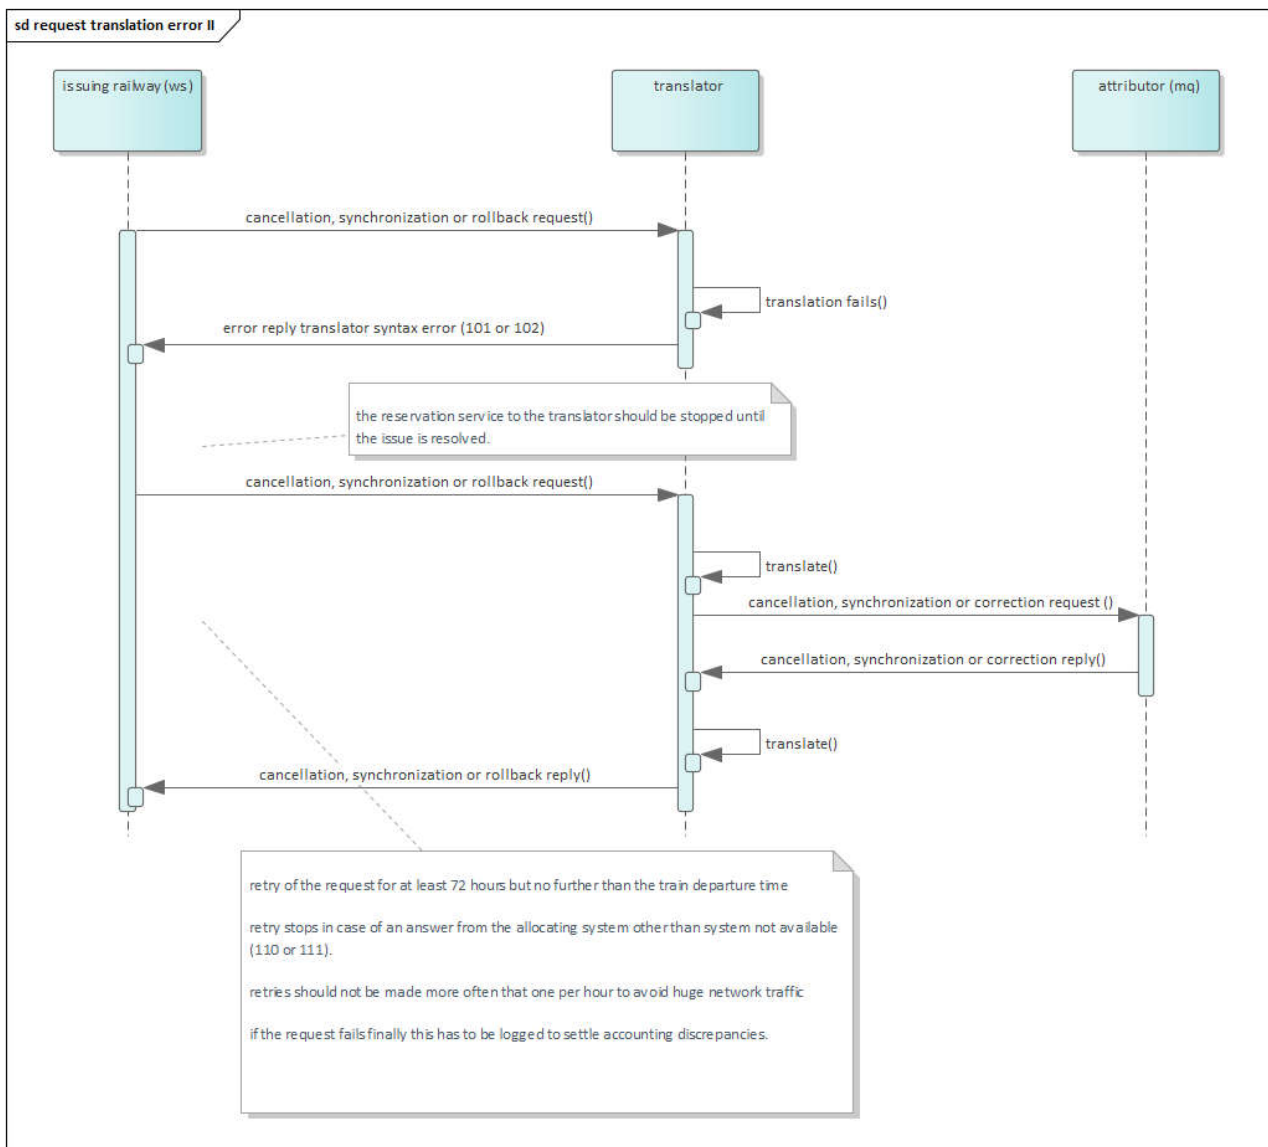 sd request translation error II
issuing railway (ws)
translator
attributor (mq)
cancellation, synchronization or rollback request()
translation fails()
error reply translator syntax error (101 or 102)
the reservation service to the translator should be stopped until
the issue is resolved.
cancellation, synchronization or rollback request()
translate()
cancellation, synchronization or correction request ()
cancellation, synchronization or correction reply()
translate()
cancellation, synchronization or rollback reply()
retry of the request for at least 72 hours but no further than the train departure time
retry stops in case of an answer from the allocating system other than system not available
(110 or 111).
retries should not be made more often that one per hour to avoid huge network traffic
if the request fails finally this has to be logged to settle accounting discrepancies.